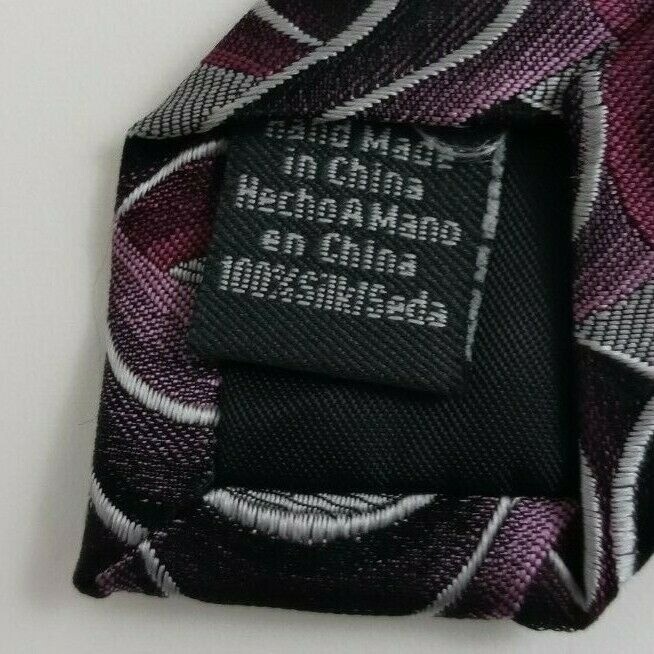 Hand Made
in China
Hecho A Mano
en China
100% Silk/Seda